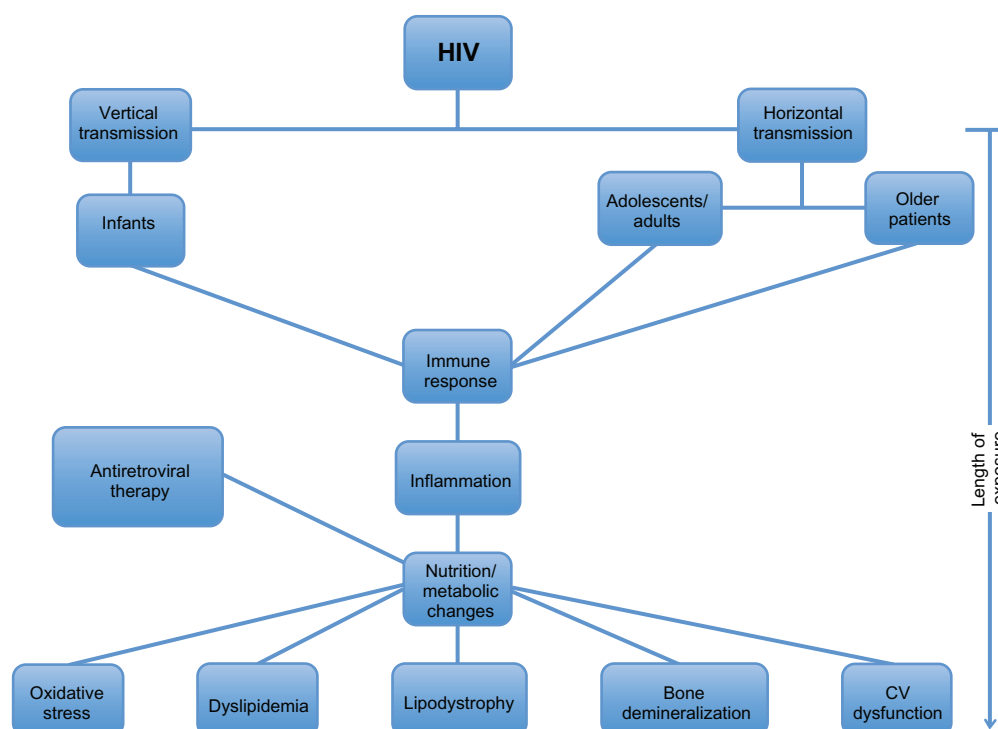 HIV
Vertical
transmission
Horizontal
transmission
Infants
Adolescents/
adults
Older
patients
Immune
response
Antiretroviral
therapy
Inflammation
Length of
exposure
Nutrition/
metabolic
changes
Oxidative
stress
Dyslipidemia
Lipodystrophy
Bone
demineralization
CV
dysfunction